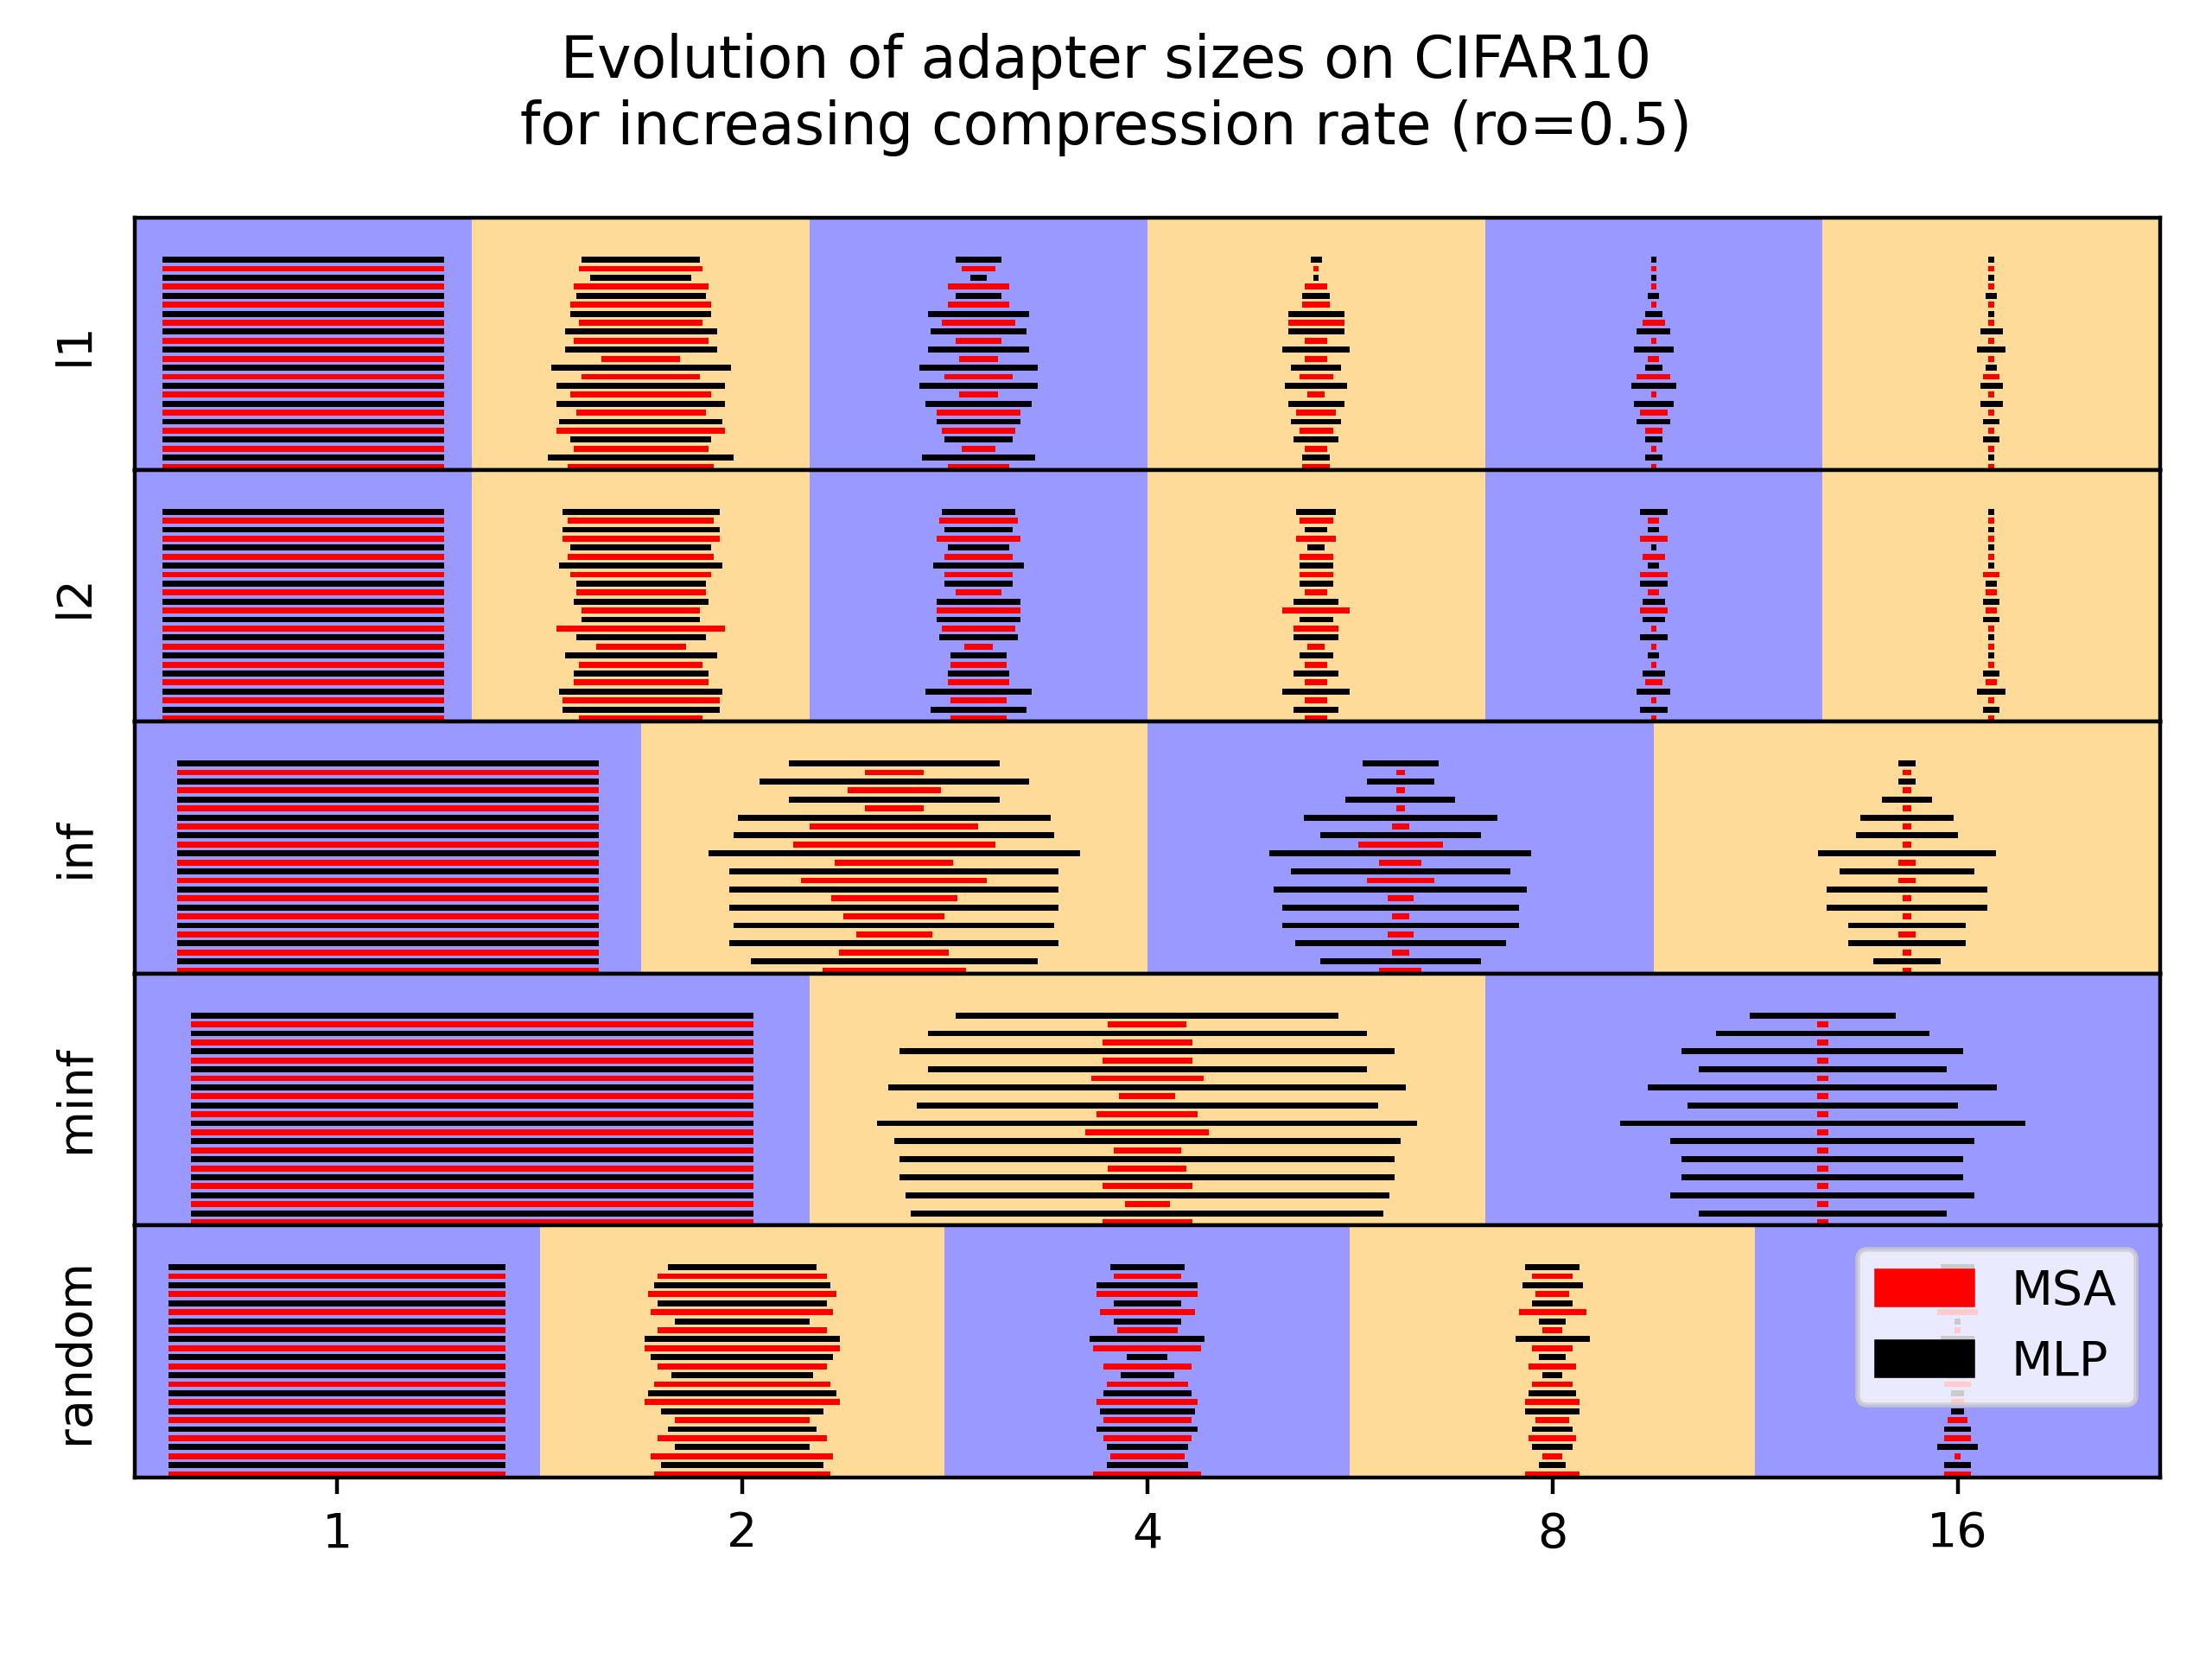 Evolution of adapter sizes on CIFAR10
for increasing compression rate (ro=0.5)
l1
l2
inf
minf
random
MSA
MLP
1 2 4 8 16